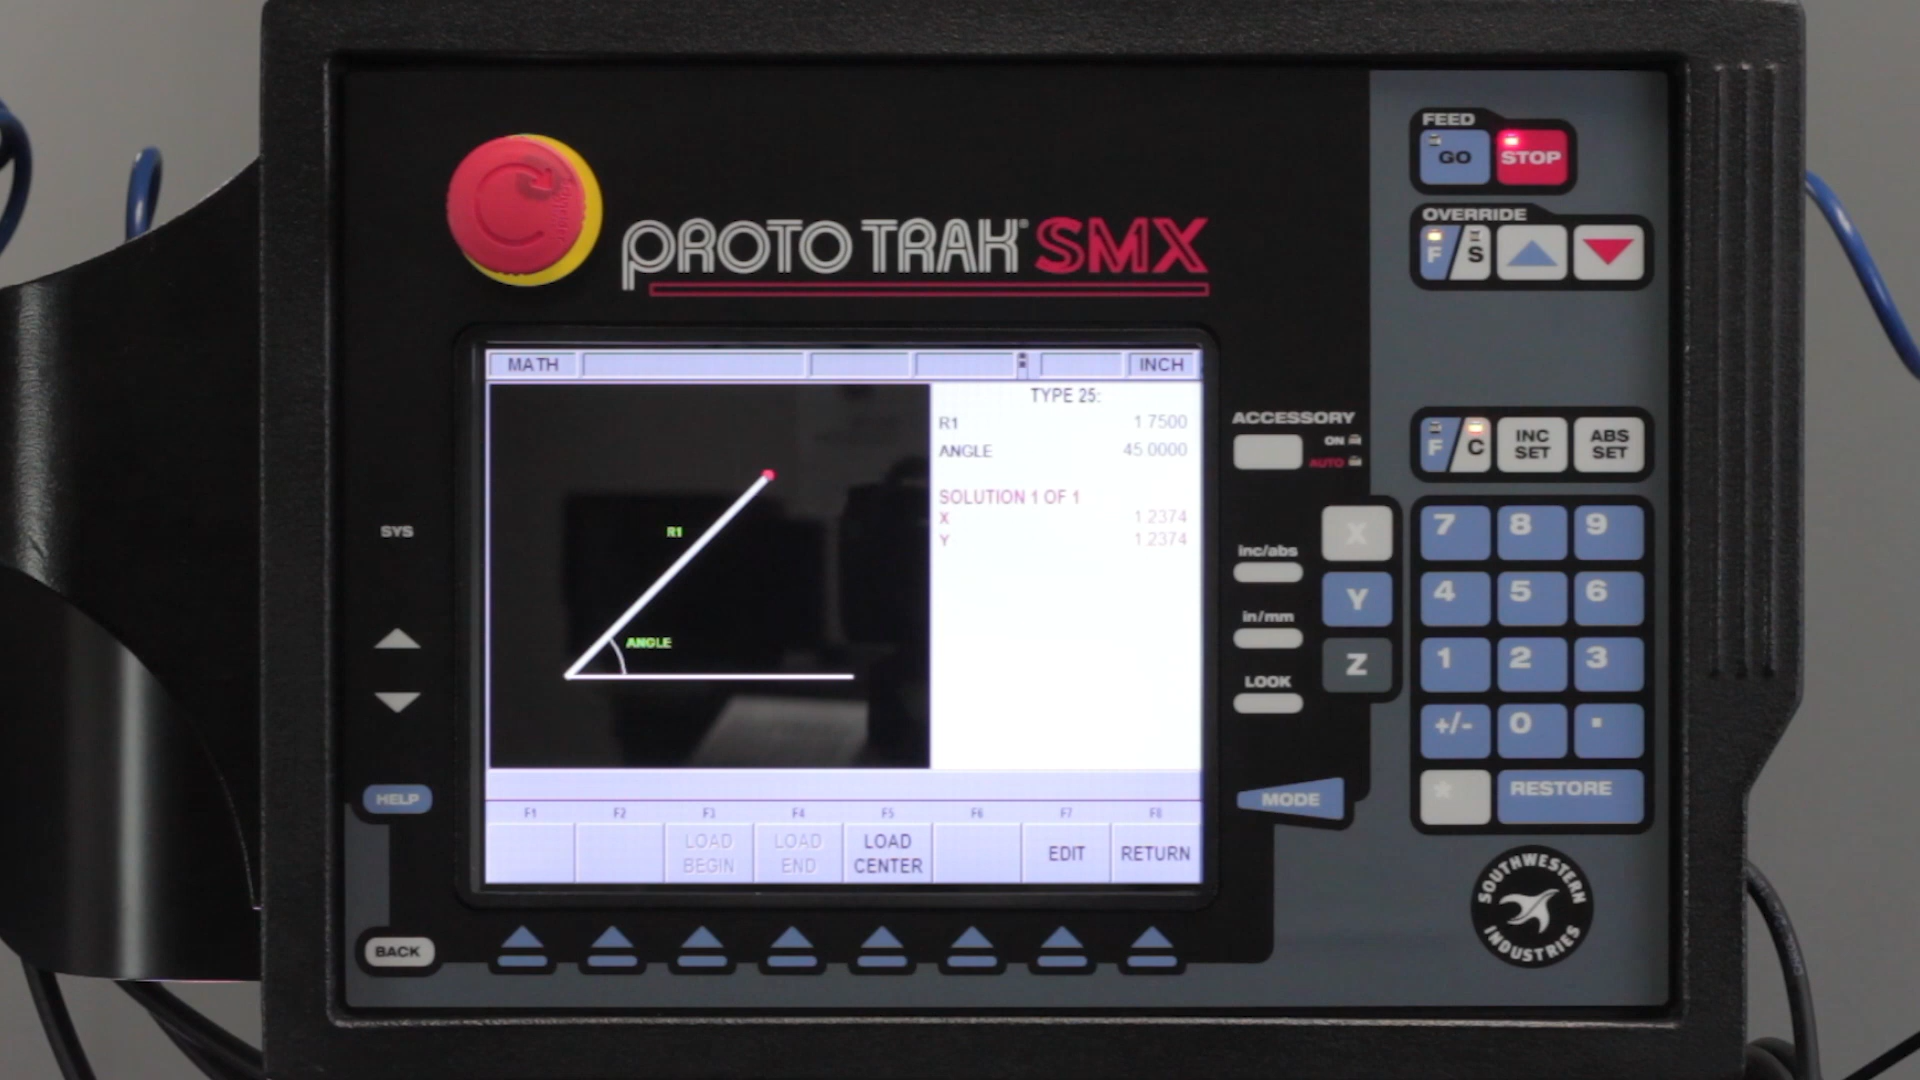 FEED
GO STOP
OVERRIDE
F S
PROTO TRAK® SMX
MATH INCH
TYPE 25:
R1 1.7500
ANGLE 45.0000
SOLUTION 1 OF 1
X 1.2374
Y 1.2374
R1
ANGLE
F1 F2 F3 F4 F5 F6 F7 F8
LOAD BEGIN
LOAD END
LOAD CENTER
EDIT
RETURN
SYS
HELP
BACK
ACCESSORY
ON
AUTO
inc/abs
in/mm
LOOK
MODE
F C
INC SET
ABS SET
X
Y
Z
7 8 9
4 5 6
1 2 3
+/- 0 .
* RESTORE
SOUTHWESTERN
INDUSTRIES